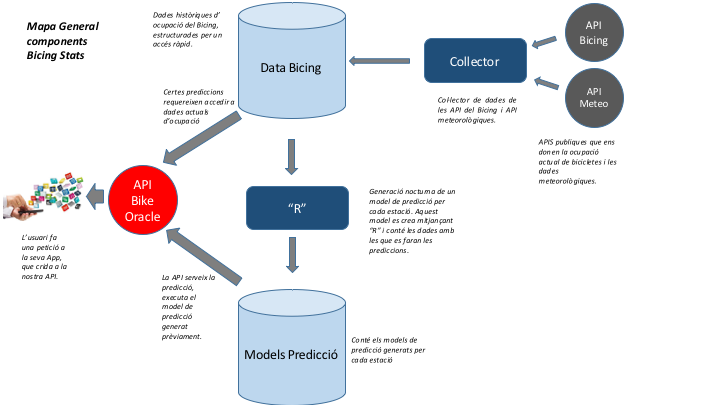 Mapa General
components
Bicing Stats
Dades històriques d’
ocupació del Bicing,
estructurades per un
accés ràpid.
Data Bicing
Collector
API
Bicing
API
Meteo
Col·lector de dades de
les API del Bicing i API
meteorològiques.
APIS publiques que ens
donen la ocupació
actual de bicicletes i les
dades
meteorològiques.
Certes prediccions
requereixen accedir a
dades actuals
d’ocupació
API
Bike
Oracle
“R”
Generació nocturna de un
model de predicció per
cada estació. Aquest
model es crea mitjançant
“R” i conté les dades amb
les que es faran les
prediccions.
L’usuari fa
una petició a
la seva App,
que crida a la
nostra API.
La API serveix la
predicció,
executa el
model de
predicció
generat
prèviament.
Models Predicció
Conté els models de
predicció generats per
cada estació